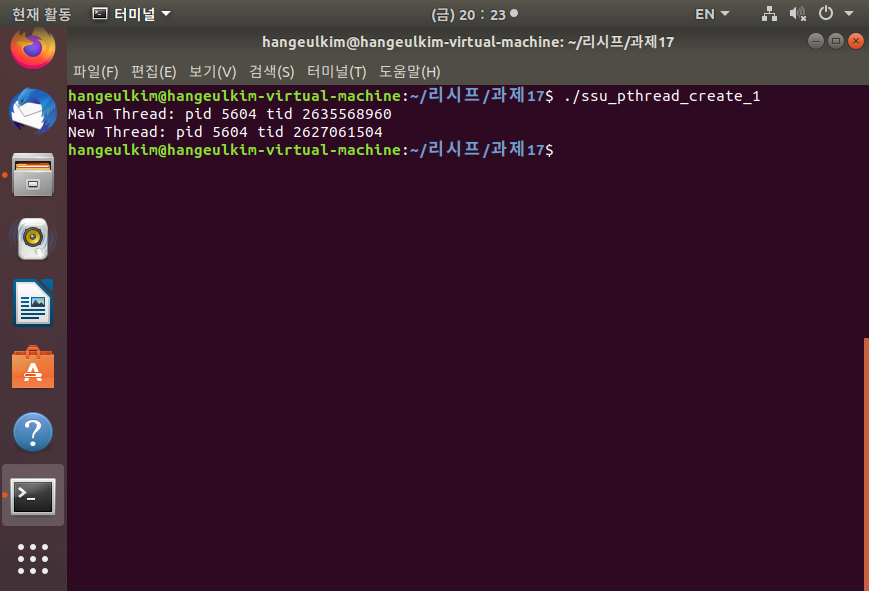 현재 활동 터미널 (금) 20 : 23 EN
hangeulkim@hangeulkim-virtual-machine: ~/리시프/과제17
파일(F) 편집(E) 보기(V) 검색(S) 터미널(T) 도움말(H)
hangeulkim@hangeulkim-virtual-machine:~/리시프/과제17$ ./ssu_pthread_create_1
Main Thread: pid 5604 tid 2635568960
New Thread: pid 5604 tid 2627061504
hangeulkim@hangeulkim-virtual-machine:~/리시프/과제17$